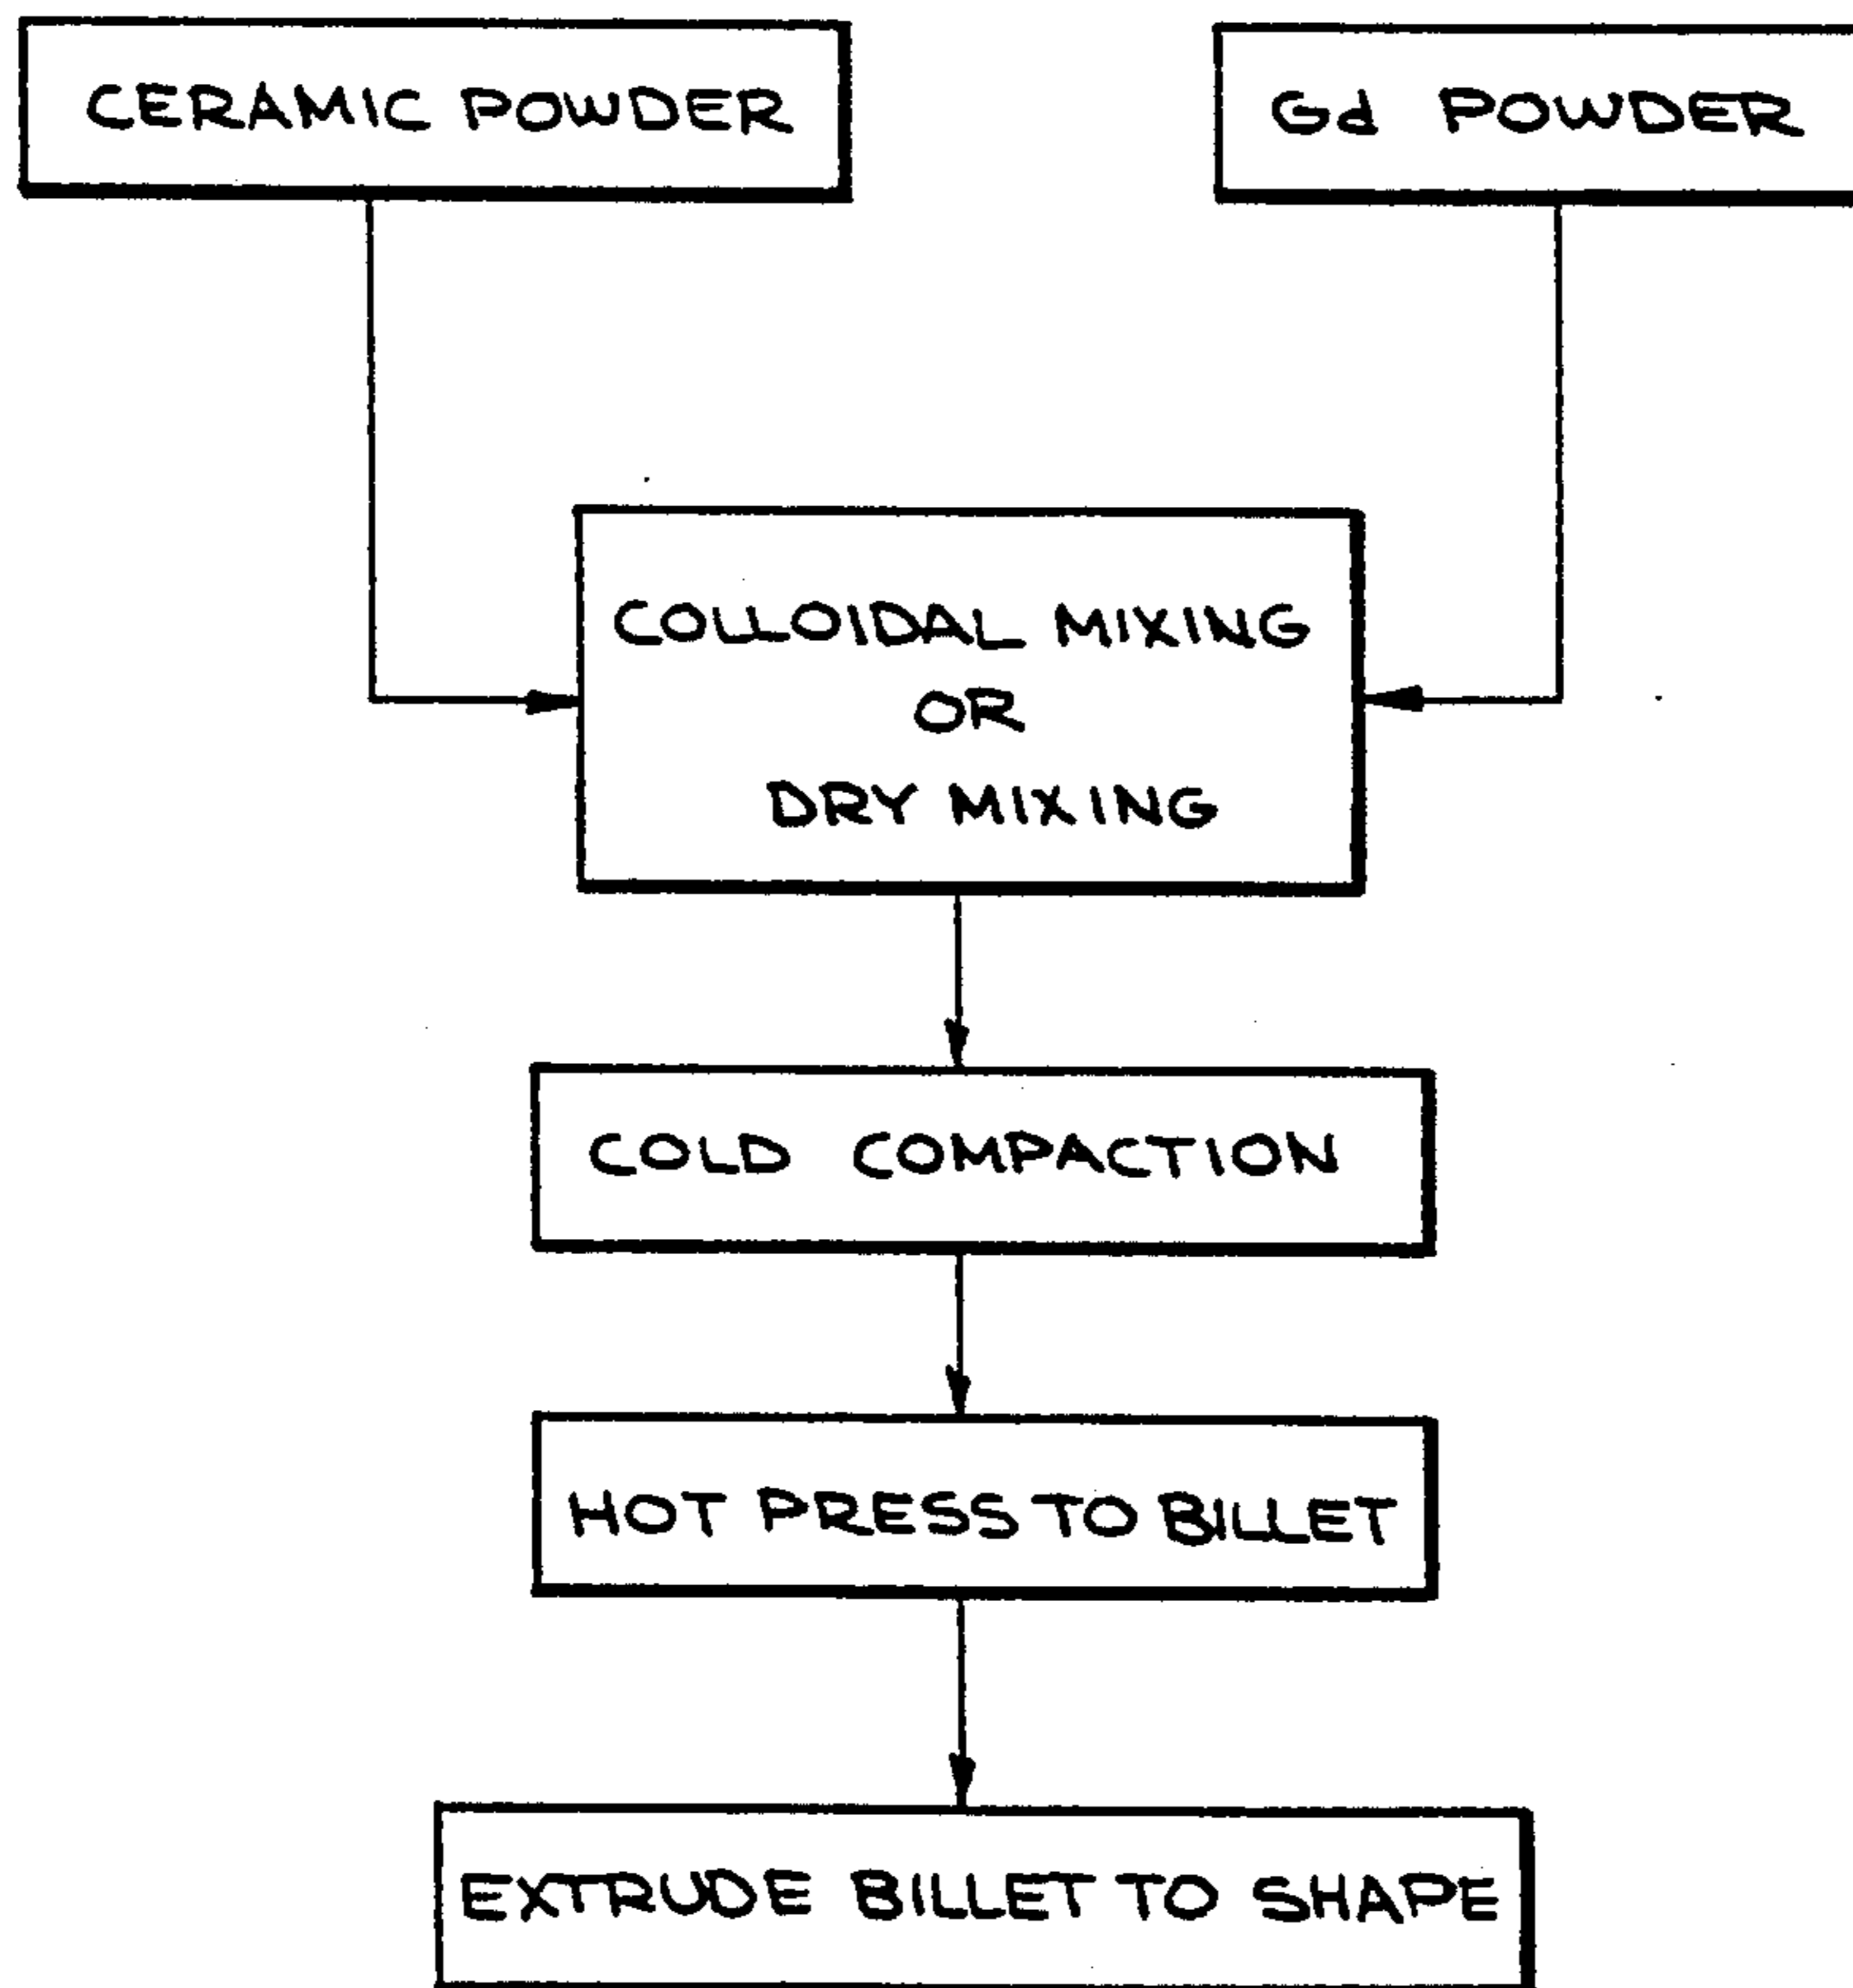 CERAMIC POWDER
Gd POWDER
COLLOIDAL MIXING
OR
DRY MIXING
COLD COMPACTION
HOT PRESS TO BILLET
EXTRUDE BILLET TO SHAPE